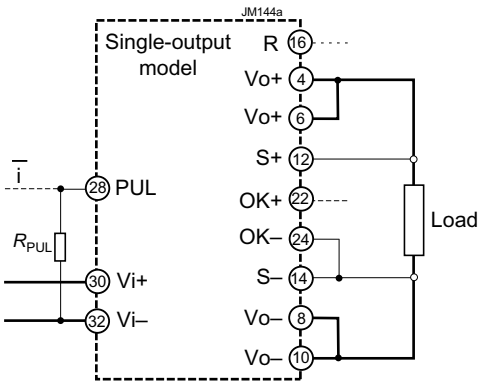 JM144a
Single-output
model
R 16
Vo+ 4
Vo+ 6
S+ 12
i
28 PUL
OK+ 22
OK– 24
Load
RPUL
30 Vi+
S– 14
32 Vi–
Vo– 8
Vo– 10